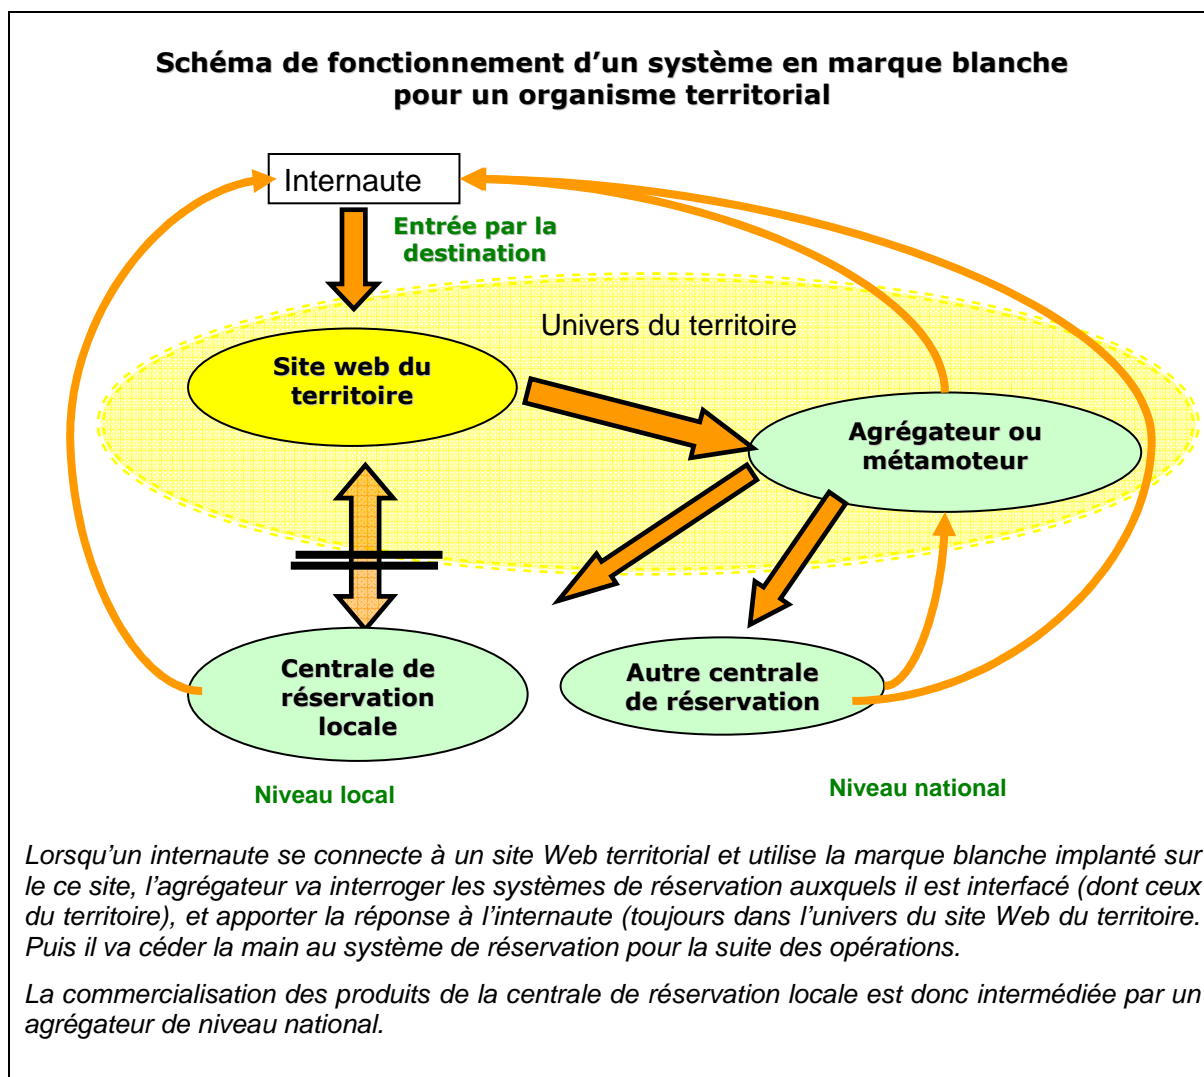 Schéma de fonctionnement d’un système en marque blanche
pour un organisme territorial
Internaute
Entrée par la
destination
Univers du territoire
Site web du
territoire
Agrégateur ou
métamoteur
Centrale de
réservation
locale
Autre centrale
de réservation
Niveau local
Niveau national
Lorsqu’un internaute se connecte à un site Web territorial et utilise la marque blanche implanté sur
le ce site, l’agrégateur va interroger les systèmes de réservation auxquels il est interfacé (dont ceux
du territoire), et apporter la réponse à l’internaute (toujours dans l’univers du site Web du territoire.
Puis il va céder la main au système de réservation pour la suite des opérations.
La commercialisation des produits de la centrale de réservation locale est donc intermédiée par un
agrégateur de niveau national.